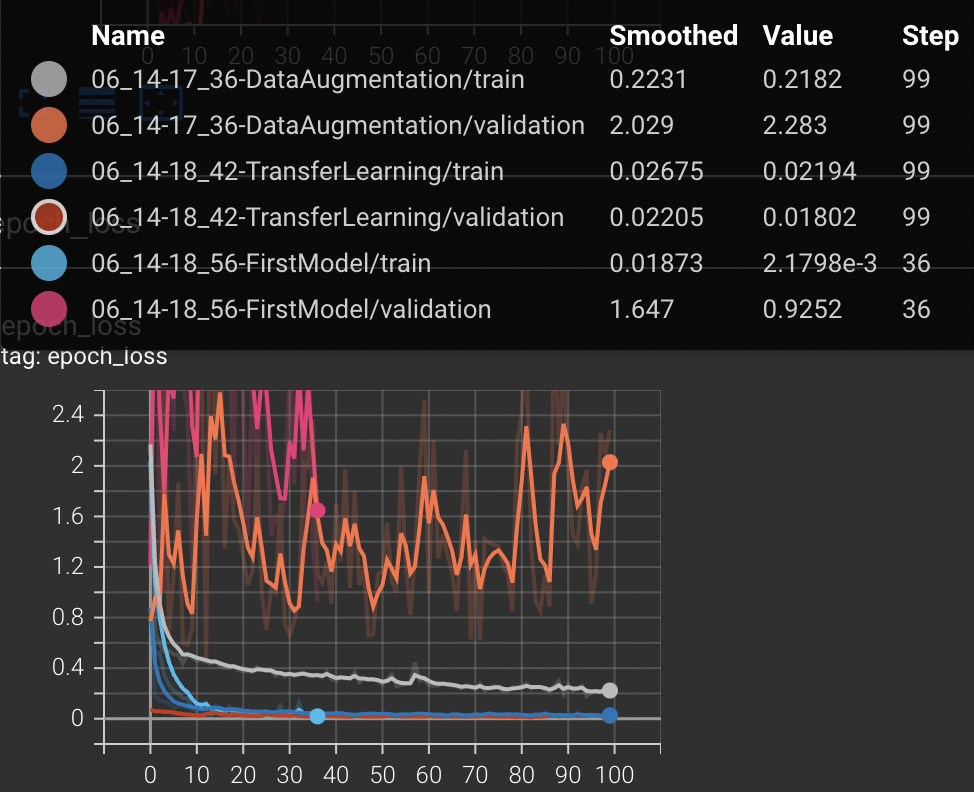 Name Smoothed Value Step
0 10 20 30 40 50 60 70 80 90 100
06_14-17_36-DataAugmentation/train 0.2231 0.2182 99
06_14-17_36-DataAugmentation/validation 2.029 2.283 99
06_14-18_42-TransferLearning/train 0.02675 0.02194 99
06_14-18_42-TransferLearning/validation 0.02205 0.01802 99
epoch_loss
06_14-18_56-FirstModel/train 0.01873 2.1798e-3 36
06_14-18_56-FirstModel/validation 1.647 0.9252 36
epoch_loss
tag: epoch_loss
2.4
2
1.6
1.2
0.8
0.4
0
0 10 20 30 40 50 60 70 80 90 100